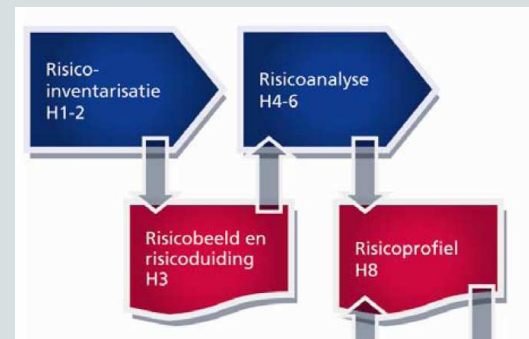 Risico-
inventarisatie
H1-2
Risicoanalyse
H4-6
Risicobeeld en
risicoduiding
H3
Risicoprofiel
H8